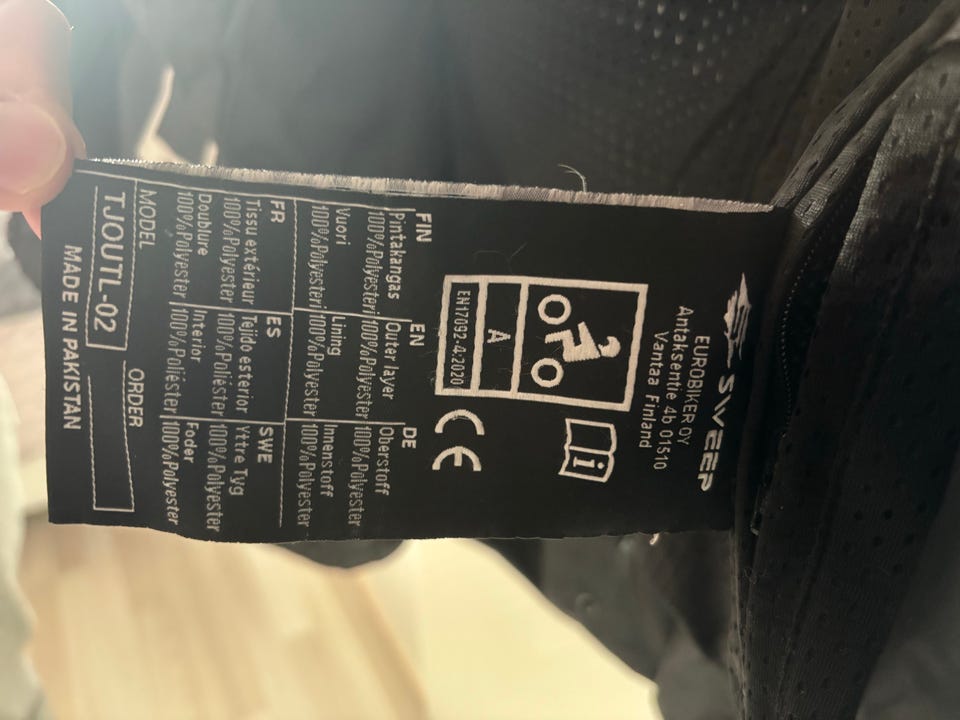 SWEEP
EUROBIKER OY
Antaksentie 4b 01510
Vantaa Finland
A
EN17092-4:2020
i
CE
FIN
Pintakangas
100%Polyesteri
Vuori
100%Polyesteri
EN
Outer layer
100%Polyester
Lining
100%Polyester
DE
Oberstoff
100%Polyester
Innenstoff
100%Polyester
FR
Tissu extérieur
100%Polyester
Doublure
100%Polyester
ES
Tejido esterior
100%Poliéster
Interior
100%Poliéster
SWE
Yttre Tyg
100%Polyester
Foder
100%Polyester
MODEL
TJOUTL-02
ORDER
MADE IN PAKISTAN